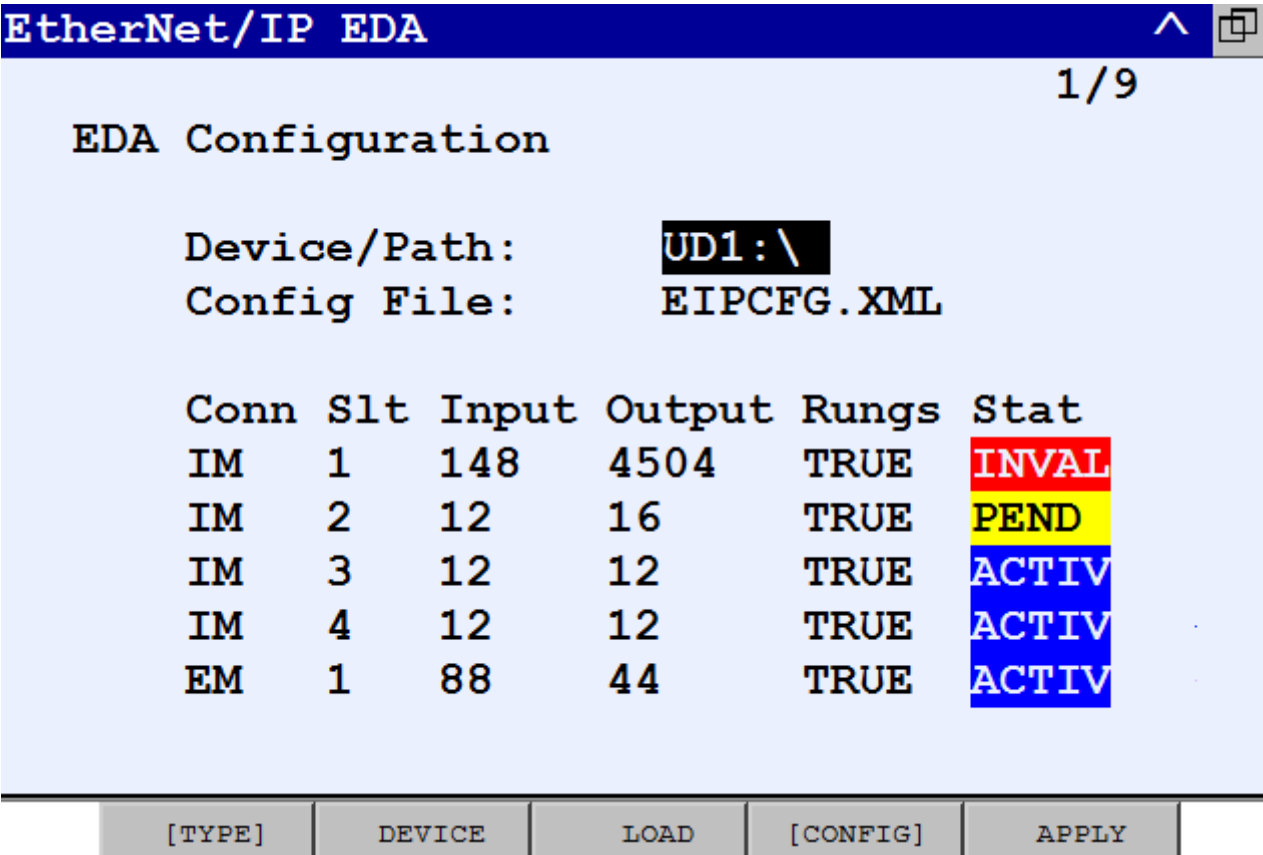 EtherNet/IP EDA ^
1/9
EDA Configuration
Device/Path: UD1:\
Config File: EIPCFG.XML
Conn Slt Input Output Rungs Stat
IM 1 148 4504 TRUE INVAL
IM 2 12 16 TRUE PEND
IM 3 12 12 TRUE ACTIV
IM 4 12 12 TRUE ACTIV
EM 1 88 44 TRUE ACTIV
[TYPE] DEVICE LOAD [CONFIG] APPLY